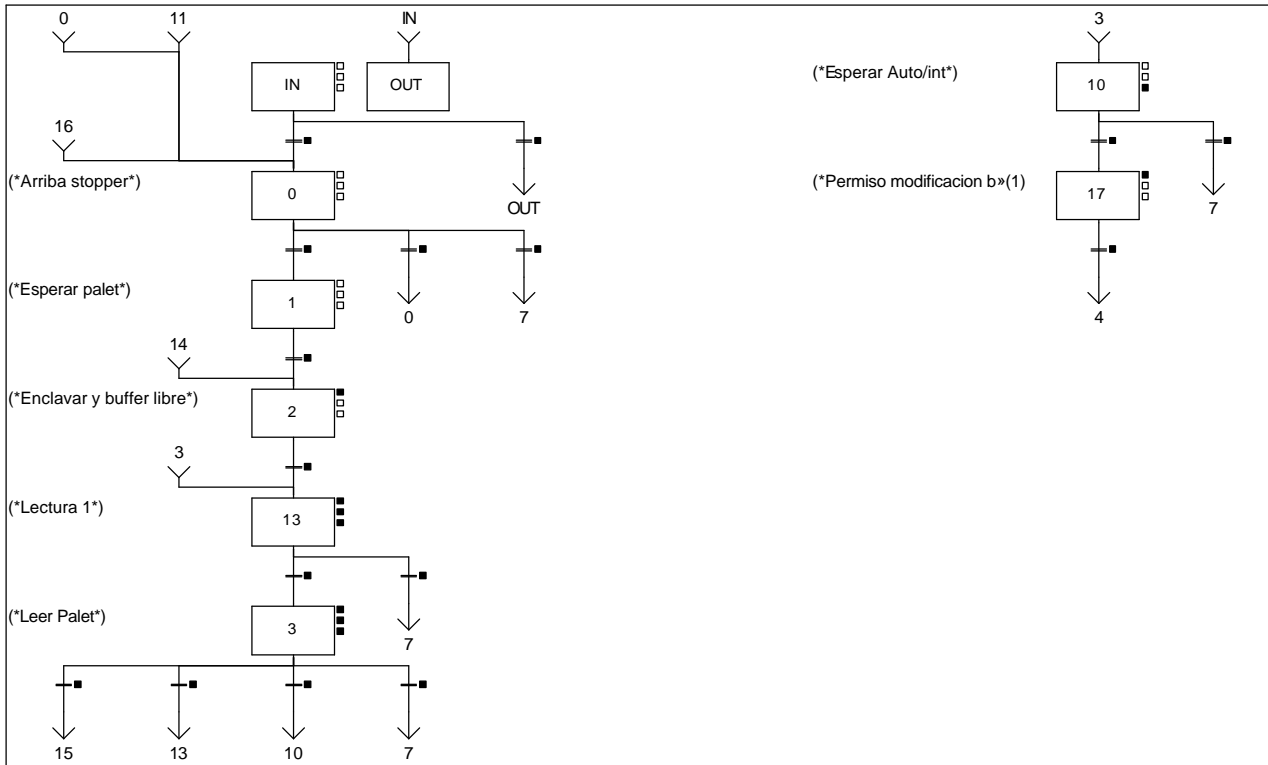 0 11 IN 3
(*Esperar Auto/int*)
IN OUT 10
16
(*Arriba stopper*) (*Permiso modificacion b»(1)
0 OUT 17 7
(*Esperar palet*)
1 0 7 4
14
(*Enclavar y buffer libre*)
2
3
(*Lectura 1*)
13
(*Leer Palet*)
3 7
15 13 10 7